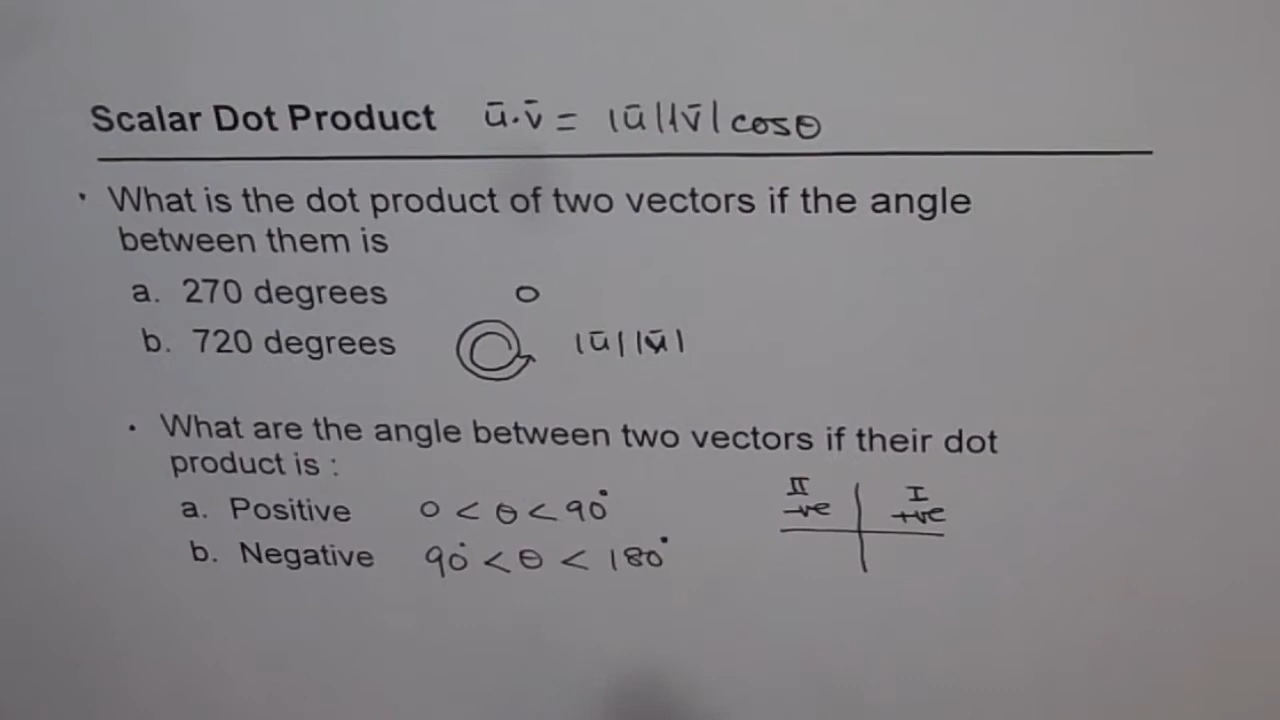 Scalar Dot Product ū·v̄ = |ū||v̄| cosθ
· What is the dot product of two vectors if the angle
between them is
a. 270 degrees 0
b. 720 degrees |ū||v̄|
· What are the angle between two vectors if their dot
product is :
a. Positive 0 < θ < 90°
b. Negative 90° < θ < 180°
II I
-ve +ve